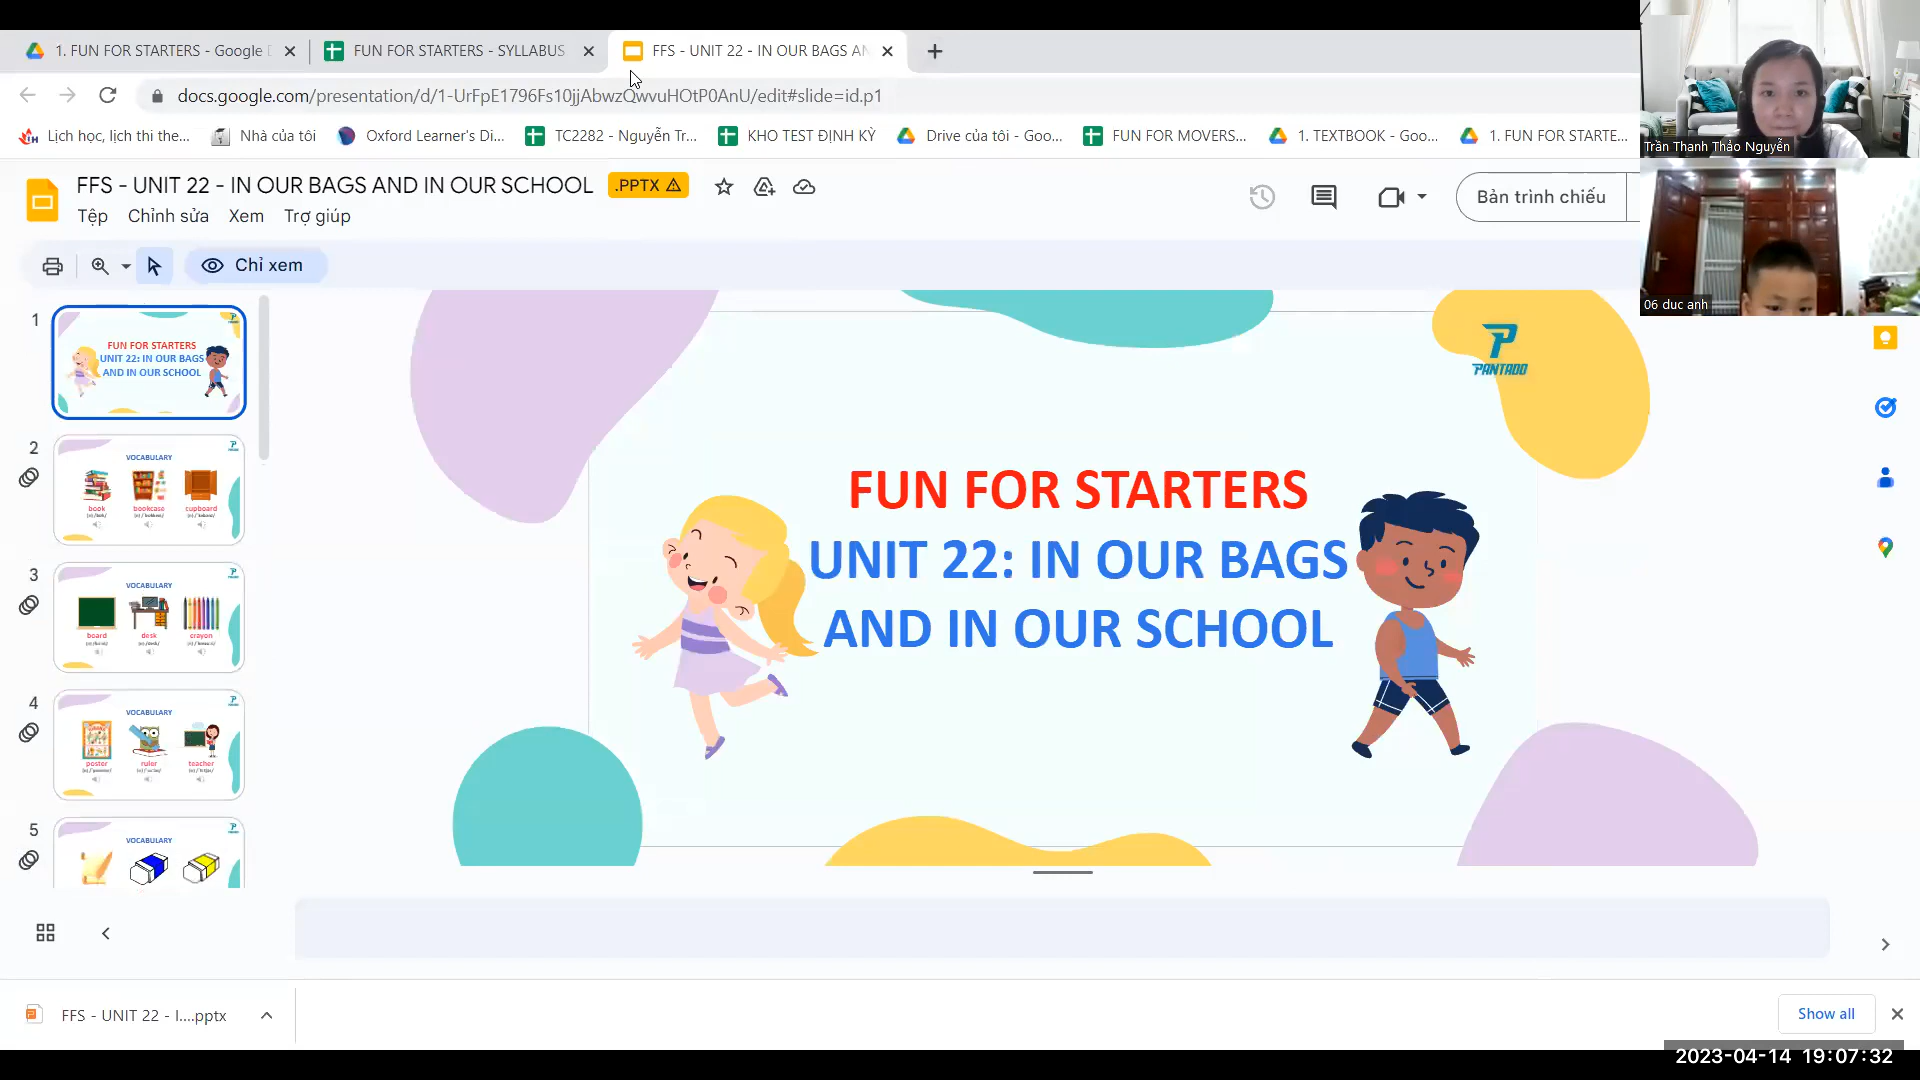 1. FUN FOR STARTERS - Google D
FUN FOR STARTERS - SYLLABUS
FFS - UNIT 22 - IN OUR BAGS AN
docs.google.com/presentation/d/1-UrFpE1796Fs10jjAbwzQwvuHOtP0AnU/edit#slide=id.p1
Lịch học, lịch thi the...
Nhà của tôi
Oxford Learner's Di...
TC2282 - Nguyễn Tr...
KHO TEST ĐỊNH KỲ
Drive của tôi - Goo...
FUN FOR MOVERS...
1. TEXTBOOK - Goo...
1. FUN FOR STARTE...
Trần Thanh Thảo Nguyễn
FFS - UNIT 22 - IN OUR BAGS AND IN OUR SCHOOL
.PPTX
Tệp
Chỉnh sửa
Xem
Trợ giúp
Bản trình chiếu
Chỉ xem
06 duc anh
1
FUN FOR STARTERS
UNIT 22: IN OUR BAGS
AND IN OUR SCHOOL
2
VOCABULARY
book
bookcase
cupboard
3
VOCABULARY
board
desk
crayon
4
VOCABULARY
poster
ruler
teacher
5
VOCABULARY
PANTADO
FUN FOR STARTERS
UNIT 22: IN OUR BAGS
AND IN OUR SCHOOL
FFS - UNIT 22 - I....pptx
Show all
2023-04-14 19:07:32